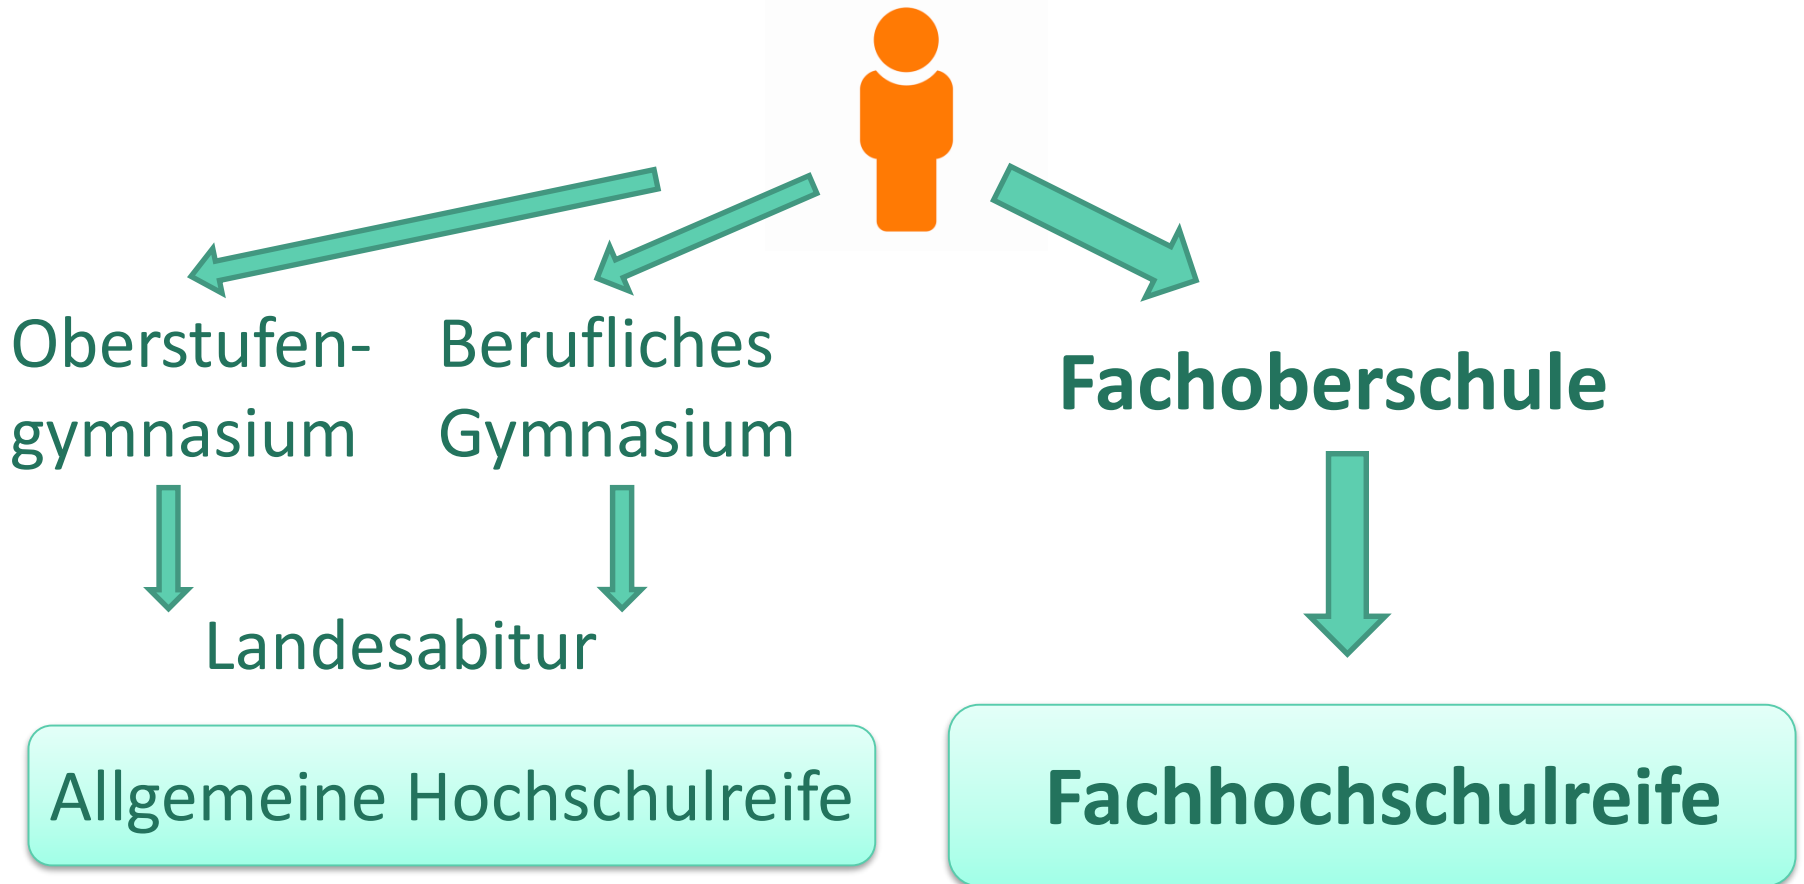 Oberstufen-
gymnasium
Berufliches
Gymnasium
Fachoberschule
Landesabitur
Allgemeine Hochschulreife
Fachhochschulreife